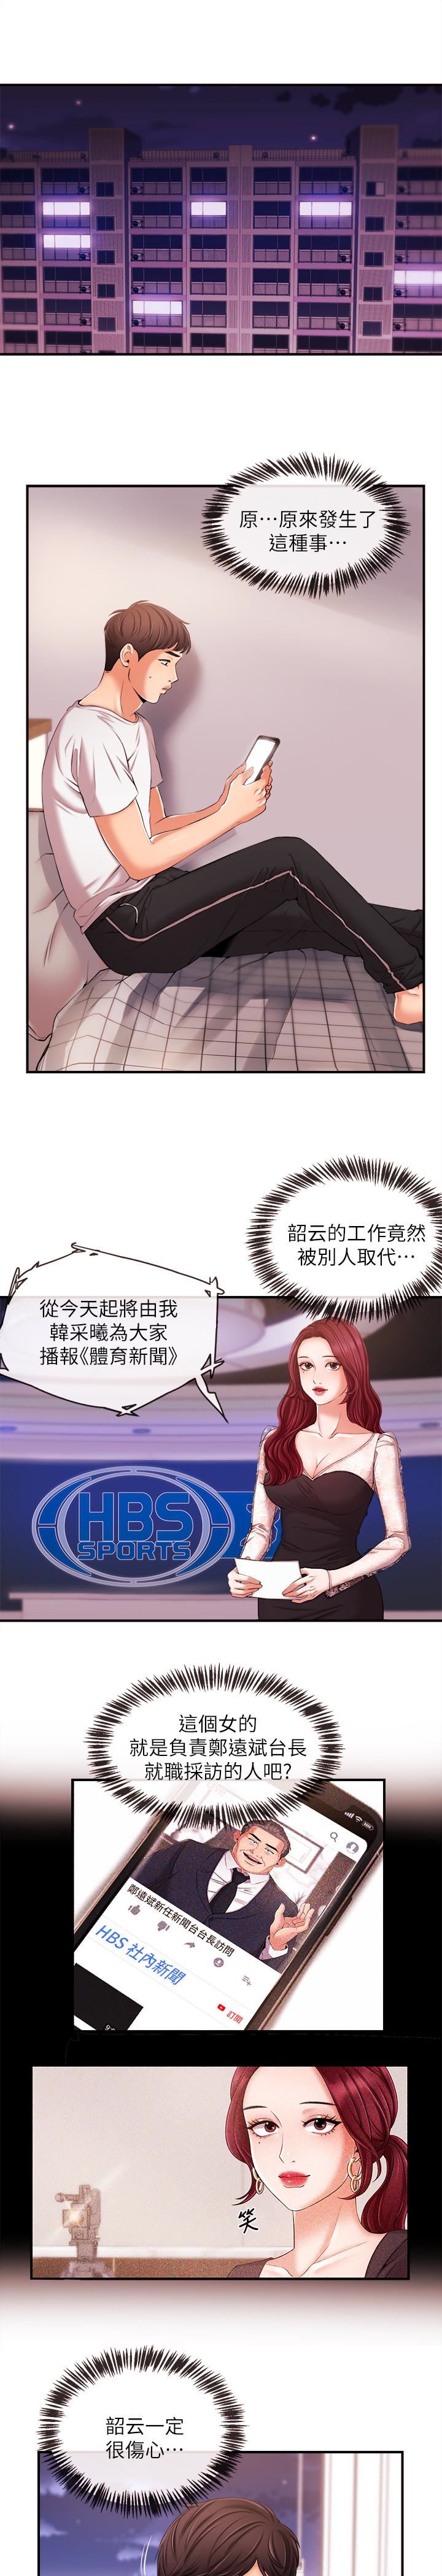 原⋯原來發生了
這種事⋯
韶云的工作竟然
被別人取代⋯
從今天起將由我
韓采曦為大家
播報《體育新聞》
HBS
SPORTS
這個女的
就是負責鄭遠斌台長
就職採訪的人吧?
鄭遠斌新任新聞台台長訪問
HBS 社內新聞
訂閱
笑
韶云一定
很傷心⋯